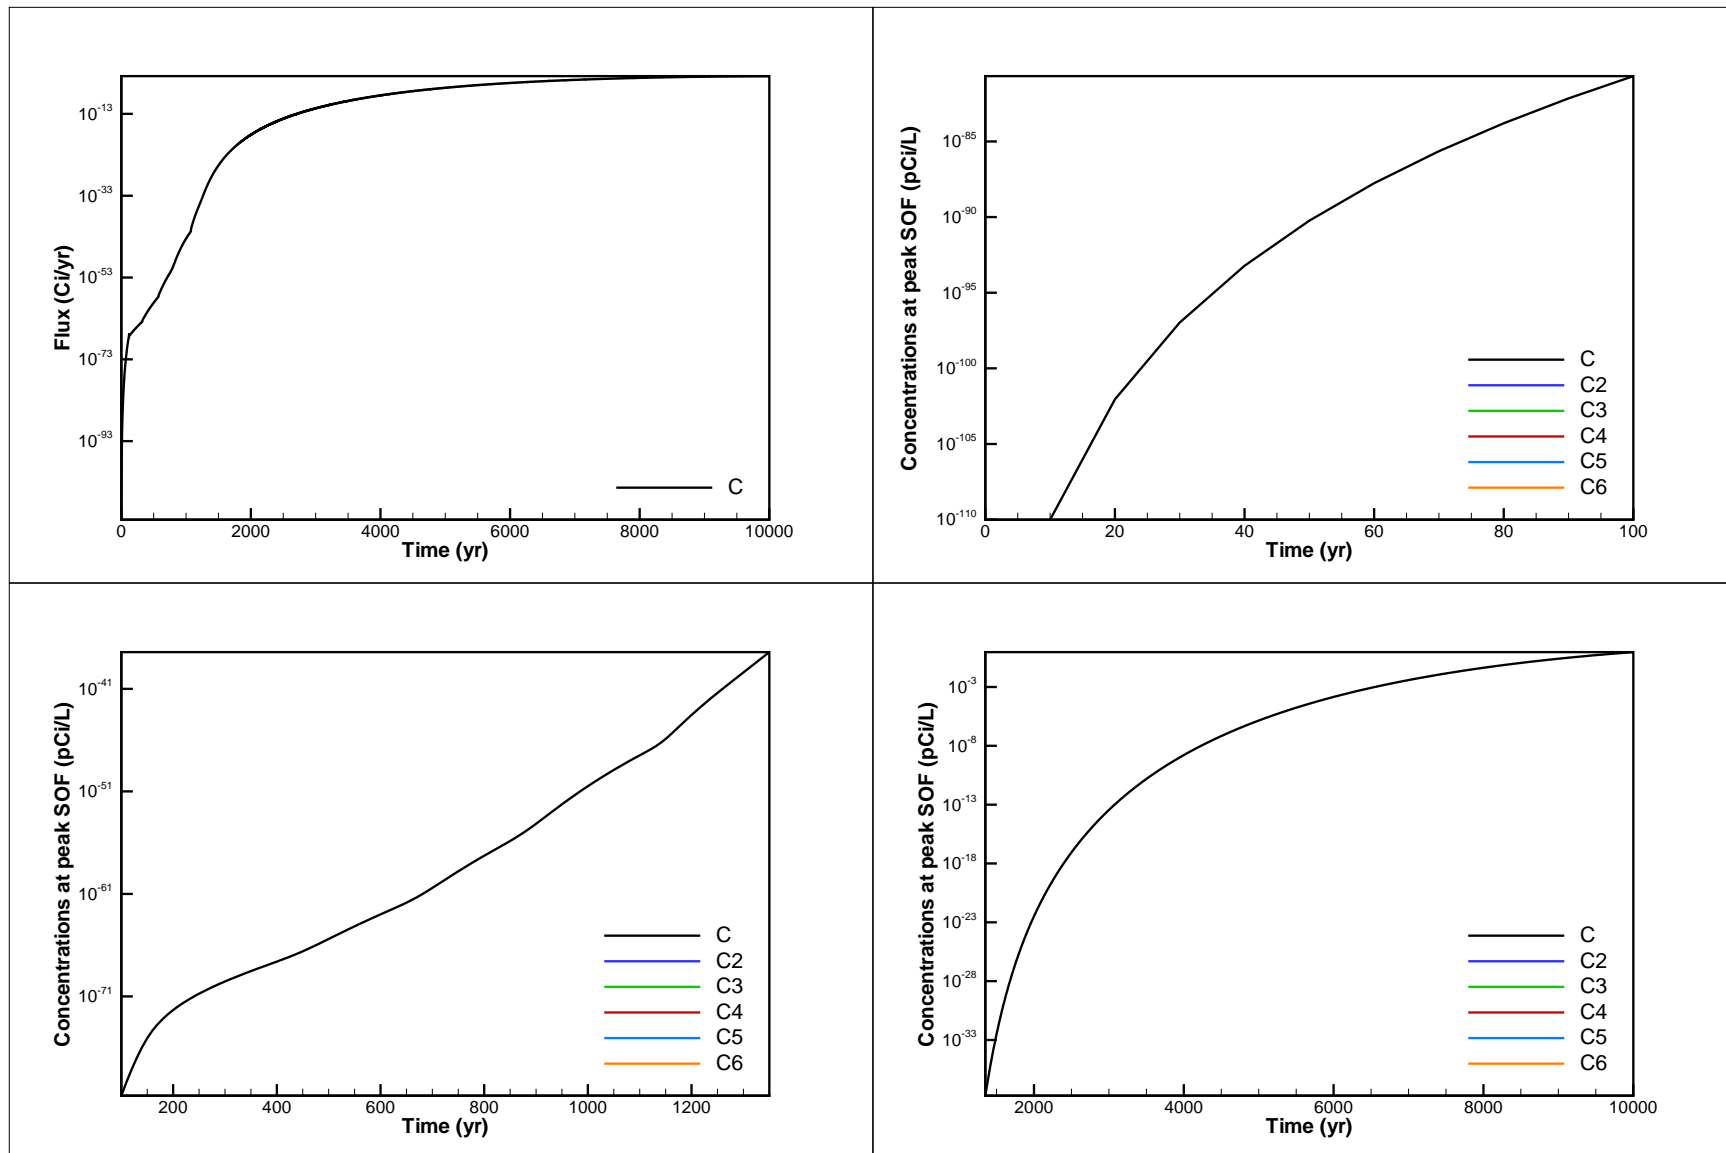 Flux (Ci/yr)
10^-13
10^-33
10^-53
10^-73
10^-93
C
0 2000 4000 6000 8000 10000
Time (yr)
Concentrations at peak SOF (pCi/L)
10^-85
10^-90
10^-95
10^-100
10^-105
10^-110
C
C2
C3
C4
C5
C6
0 20 40 60 80 100
Time (yr)
Concentrations at peak SOF (pCi/L)
10^-41
10^-51
10^-61
10^-71
C
C2
C3
C4
C5
C6
200 400 600 800 1000 1200
Time (yr)
Concentrations at peak SOF (pCi/L)
10^-3
10^-8
10^-13
10^-18
10^-23
10^-28
10^-33
C
C2
C3
C4
C5
C6
2000 4000 6000 8000 10000
Time (yr)